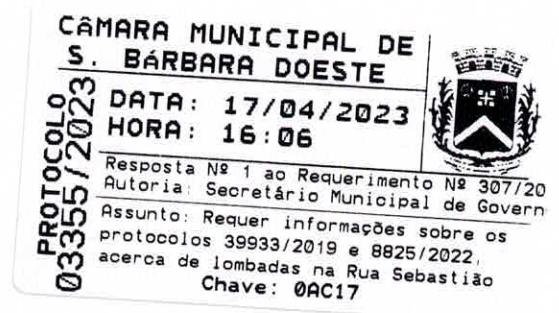 CÂMARA MUNICIPAL DE
S. BÁRBARA DOESTE
PROTOCOLO
03355/2023
DATA: 17/04/2023
HORA: 16:06
Resposta Nº 1 ao Requerimento Nº 307/20
Autoria: Secretário Municipal de Govern
Assunto: Requer informações sobre os
protocolos 39933/2019 e 8825/2022,
acerca de lombadas na Rua Sebastião
Chave: 0AC17